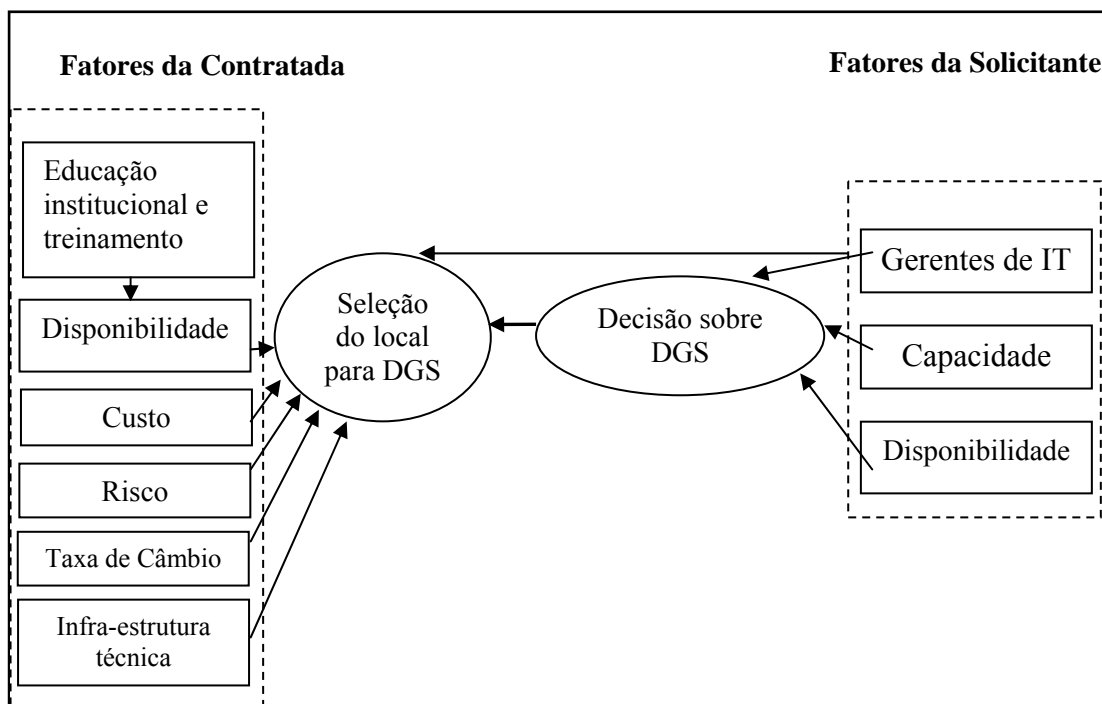 Fatores da Contratada
Fatores da Solicitante
Educação
institucional e
treinamento
Disponibilidade
Custo
Risco
Taxa de Câmbio
Infra-estrutura
técnica
Seleção
do local
para DGS
Decisão sobre
DGS
Gerentes de IT
Capacidade
Disponibilidade